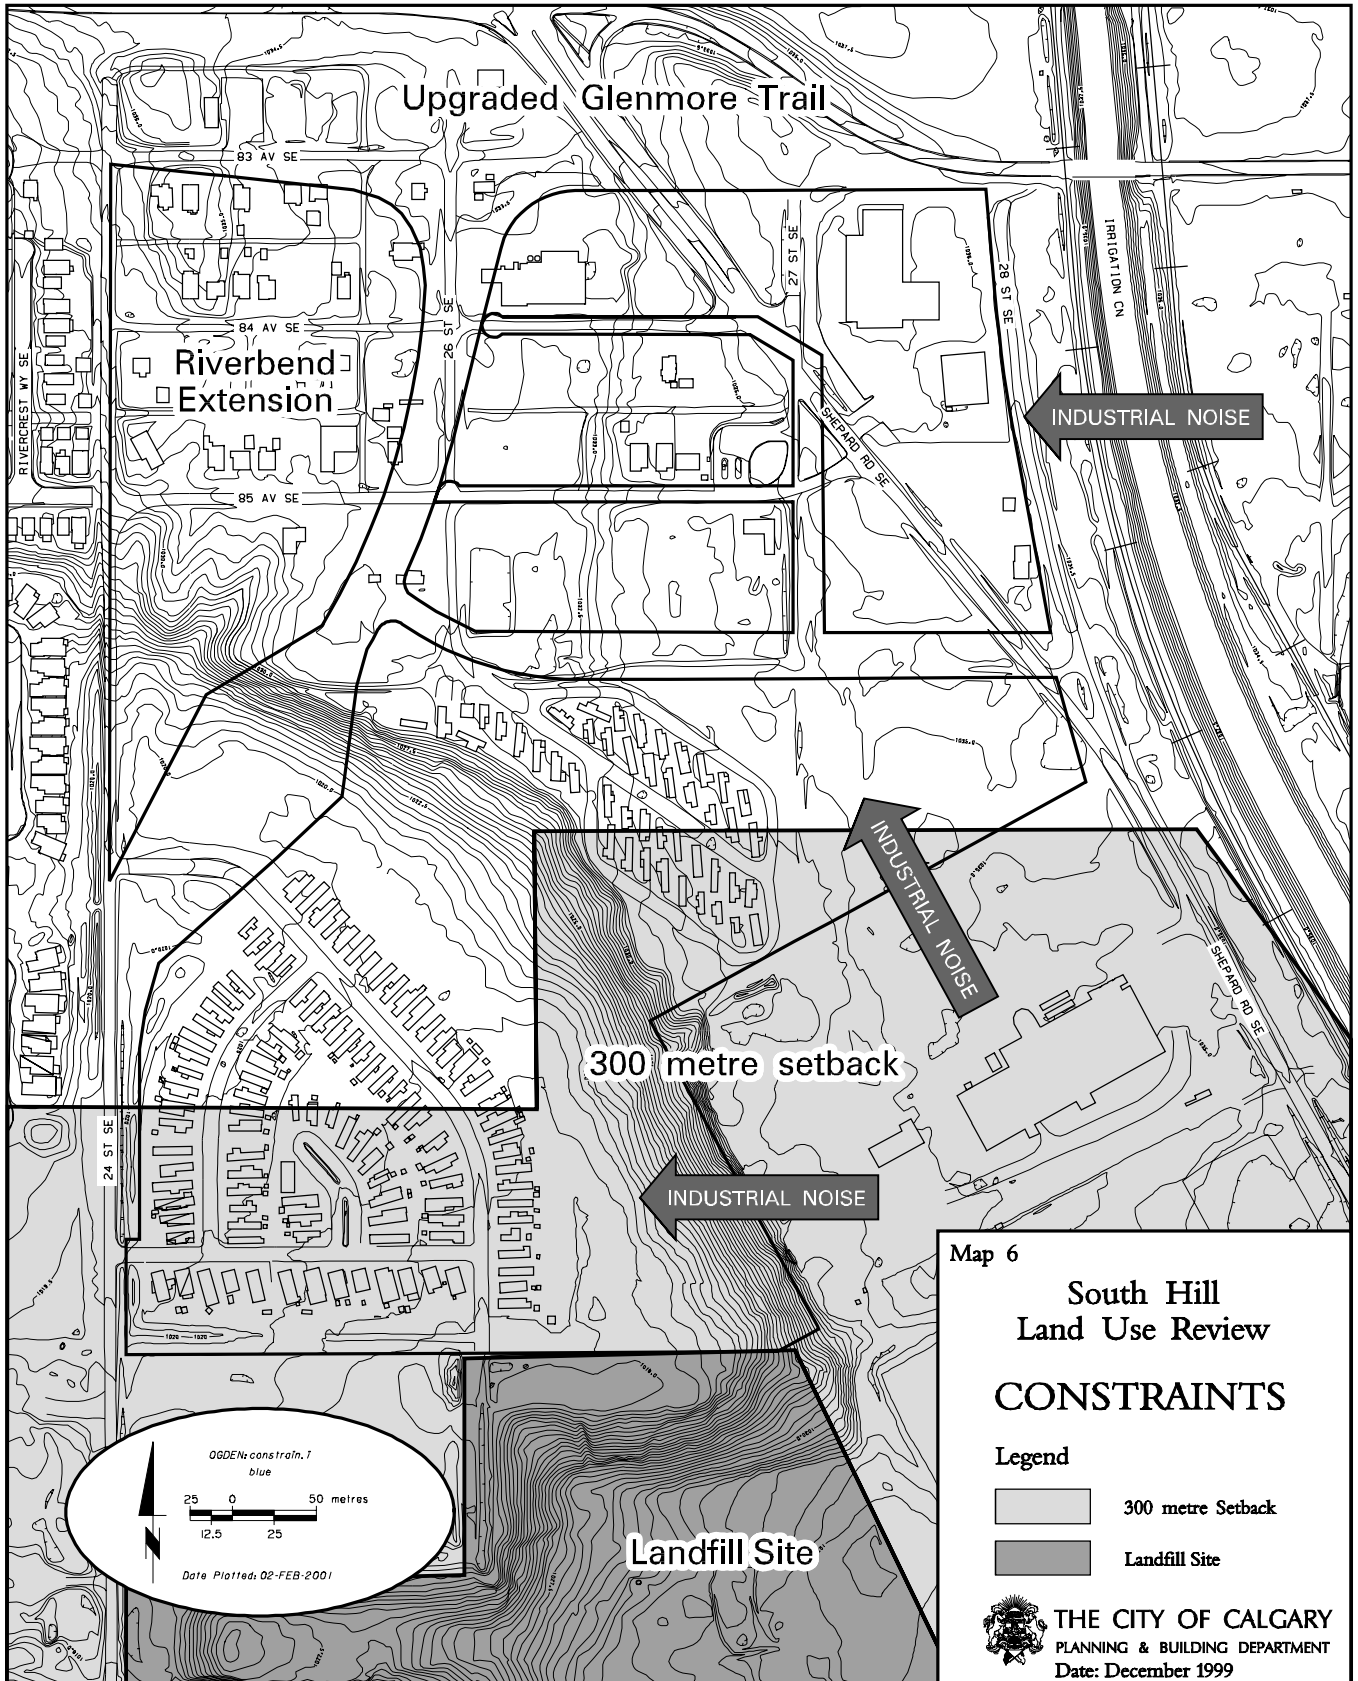 Upgraded Glenmore Trail
83 AV SE
27 ST SE
28 ST SE
IRRIGATION CN
84 AV SE
26 ST SE
Riverbend
Extension
RIVERCREST WY SE
SHEPARD RD SE
INDUSTRIAL NOISE
85 AV SE
INDUSTRIAL NOISE
SHEPARD RD SE
300 metre setback
24 ST SE
INDUSTRIAL NOISE
Landfill Site
OGDEN:constrain.1
blue
25 0 50 metres
12.5 25
Date Plotted: 02-FEB-2001
Map 6
South Hill
Land Use Review
CONSTRAINTS
Legend
300 metre Setback
Landfill Site
THE CITY OF CALGARY
PLANNING & BUILDING DEPARTMENT
Date: December 1999